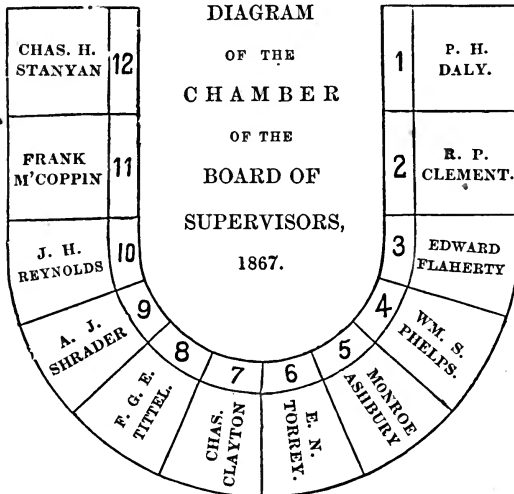 DIAGRAM
OF THE
CHAMBER
OF THE
BOARD OF
SUPERVISORS,
1867.
1
P. H.
DALY.
2
R. P.
CLEMENT.
3
EDWARD
FLAHERTY
4
WM. S.
PHELPS.
5
MONROE
ASHBURY
6
E. N.
TORREY.
7
CHAS.
CLAYTON
8
F. G. E.
TITTEL.
9
A. J.
SHRADER
10
J. H.
REYNOLDS
11
FRANK
M'COPPIN
12
CHAS. H.
STANYAN